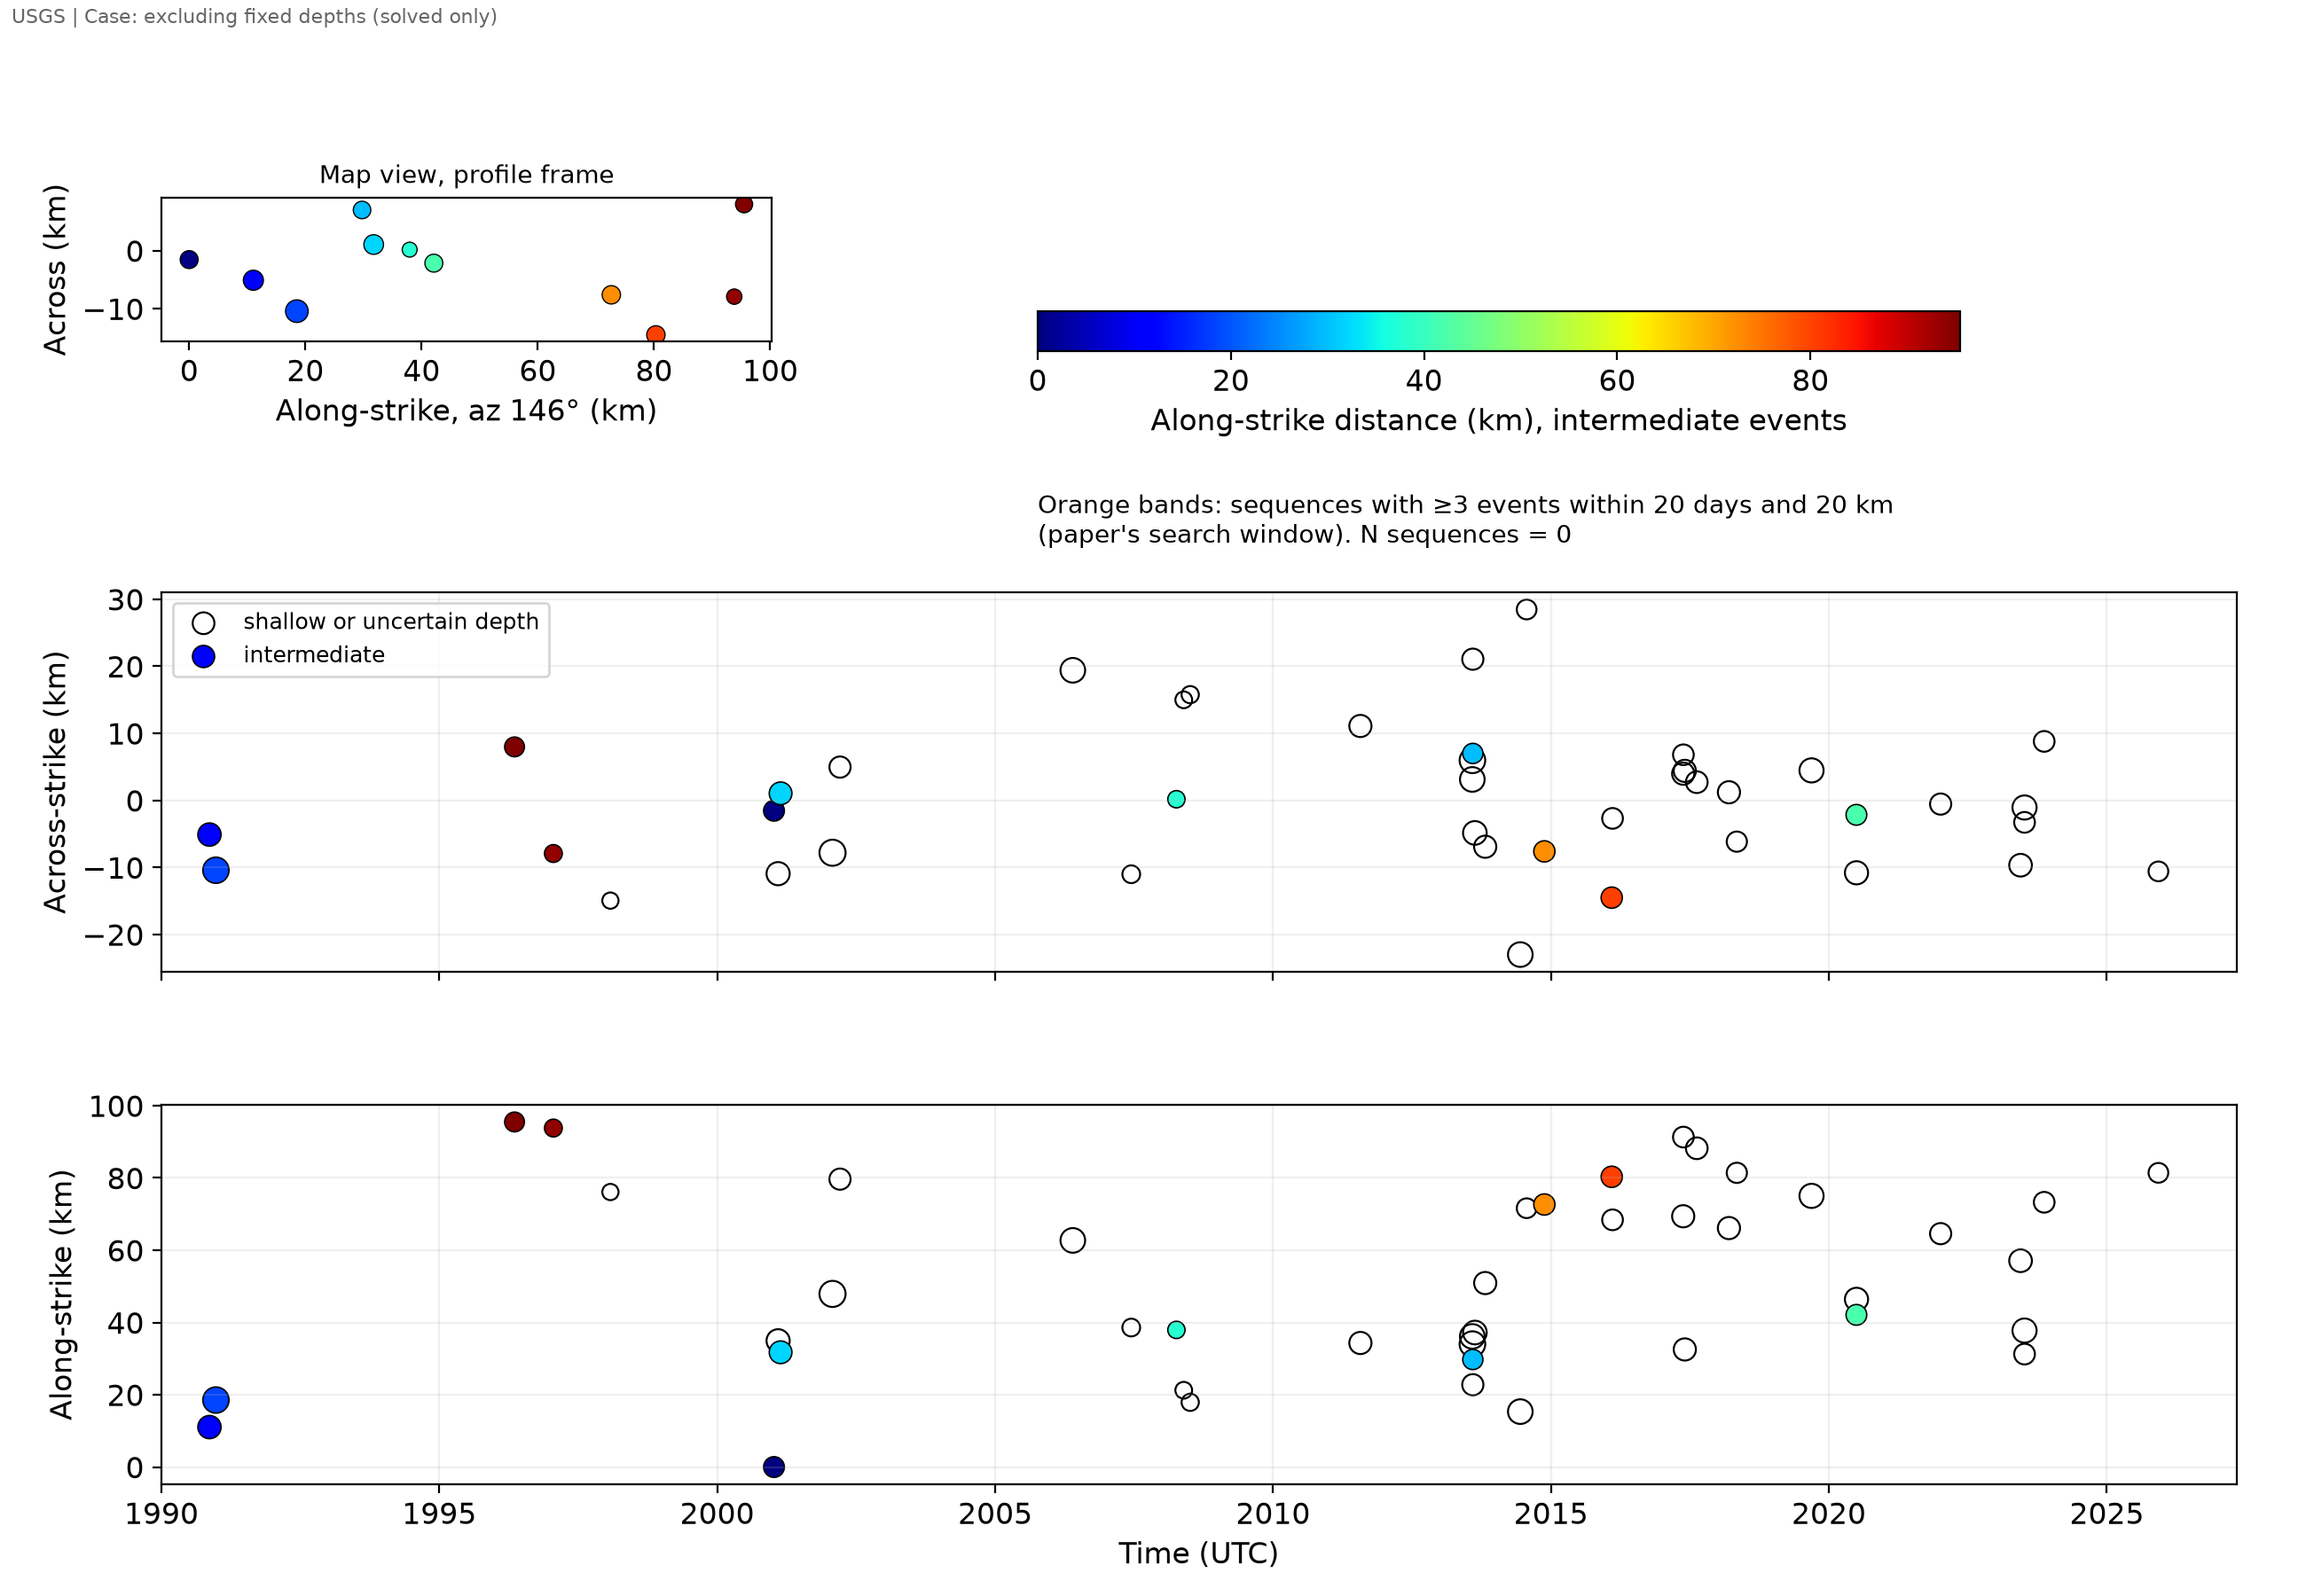 USGS | Case: excluding fixed depths (solved only)
Map view, profile frame
Across (km)
0
−10
0 20 40 60 80 100
Along-strike, az 146° (km)
0 20 40 60 80
Along-strike distance (km), intermediate events
Orange bands: sequences with ≥3 events within 20 days and 20 km
(paper's search window). N sequences = 0
Across-strike (km)
30
20
10
0
−10
−20
shallow or uncertain depth
intermediate
Along-strike (km)
100
80
60
40
20
0
1990 1995 2000 2005 2010 2015 2020 2025
Time (UTC)